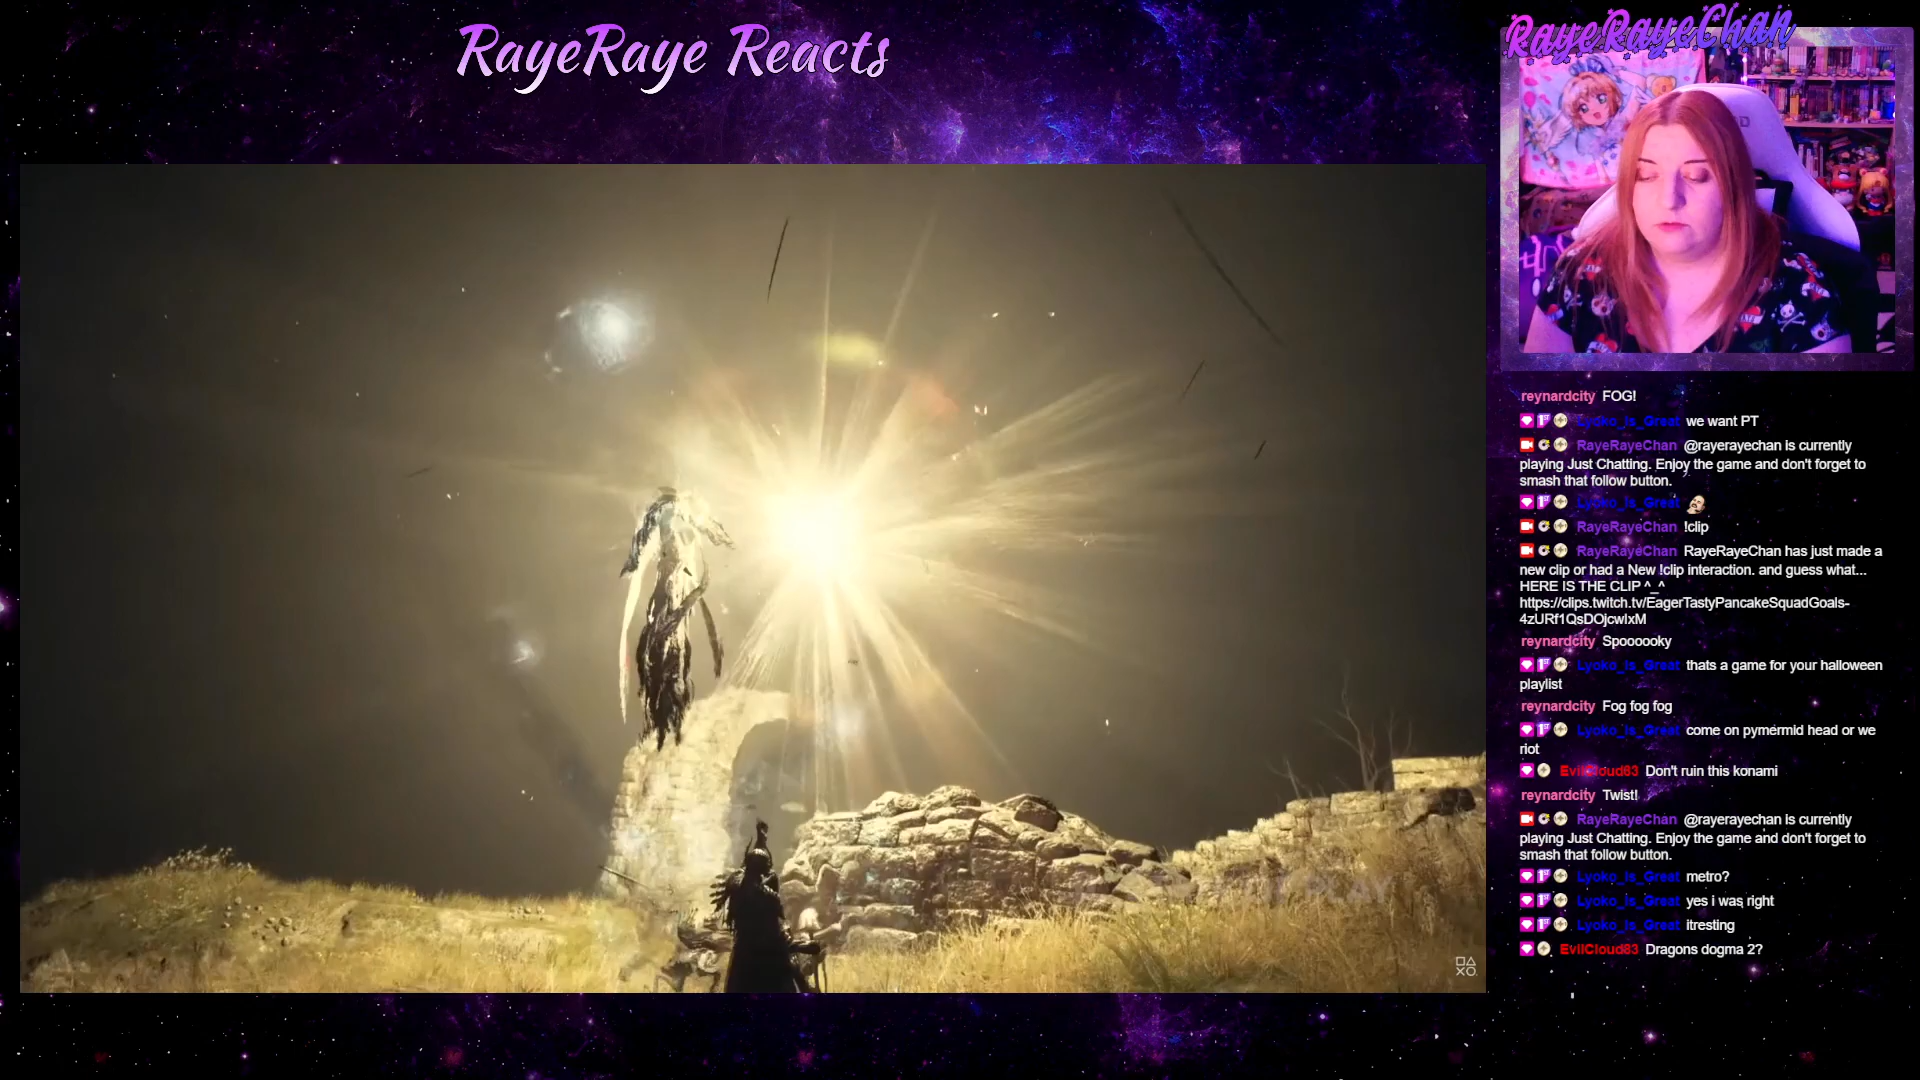 RayeRaye Reacts
RayeRayeChan
reynardcity FOG!
Lyoko_Is_Great we want PT
RayeRayeChan @rayerayechan is currently
playing Just Chatting. Enjoy the game and don't forget to
smash that follow button.
Lyoko_Is_Great
RayeRayeChan !clip
RayeRayeChan RayeRayeChan has just made a
new clip or had a New !clip interaction. and guess what...
HERE IS THE CLIP ^_^
https://clips.twitch.tv/EagerTastyPancakeSquadGoals-
4zURf1QsDOjcwlxM
reynardcity Spoooooky
Lyoko_Is_Great thats a game for your halloween
playlist
reynardcity Fog fog fog
Lyoko_Is_Great come on pymermid head or we
riot
EvilCloud83 Don't ruin this konami
reynardcity Twist!
RayeRayeChan @rayerayechan is currently
playing Just Chatting. Enjoy the game and don't forget to
smash that follow button.
Lyoko_Is_Great metro?
Lyoko_Is_Great yes i was right
Lyoko_Is_Great itresting
EvilCloud83 Dragons dogma 2?